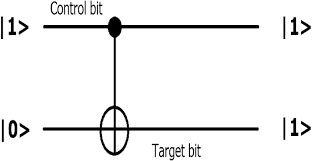 Control bit
|1> |1>
|0> |1>
Target bit